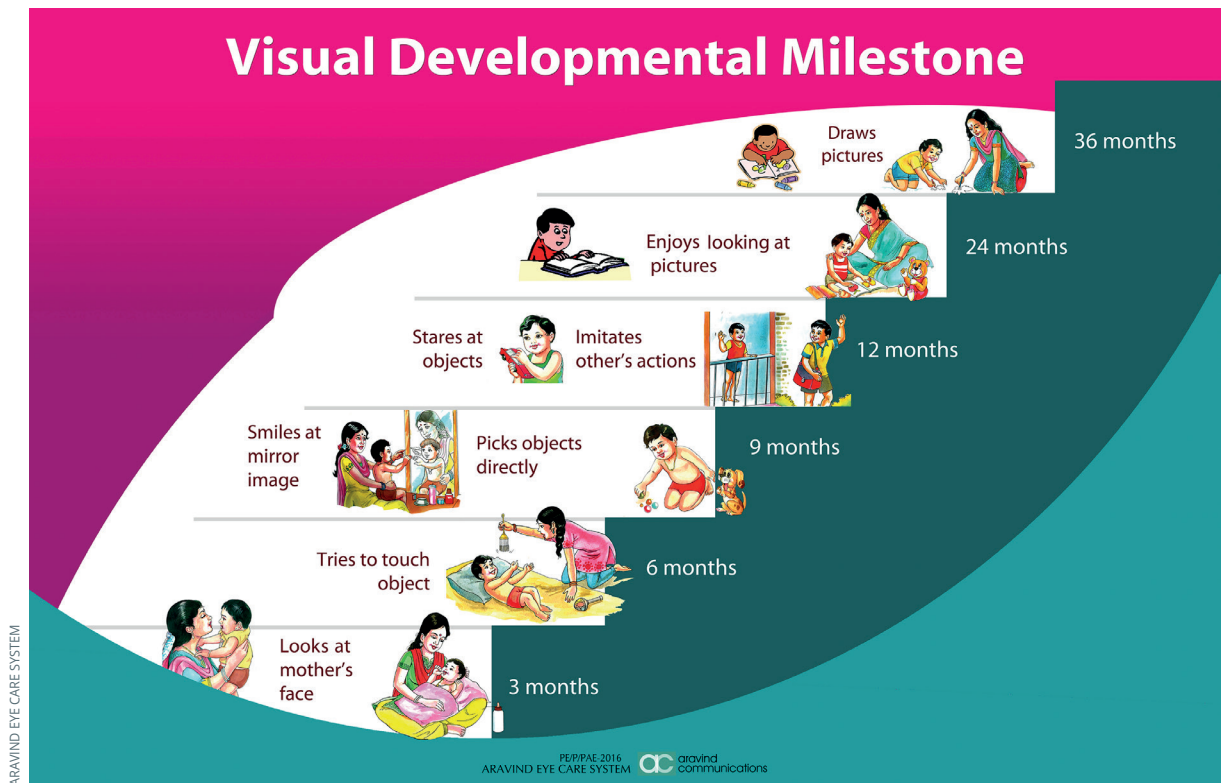 Visual Developmental Milestone
Draws
pictures
36 months
Enjoys looking at
pictures
24 months
Stares at
objects
Imitates
other's actions
12 months
Smiles at
mirror
image
Picks objects
directly
9 months
Tries to touch
object
6 months
Looks at
mother's
face
3 months
PE/P/PAE-2016
ARAVIND EYE CARE SYSTEM
ac aravind
communications
ARAVIND EYE CARE SYSTEM